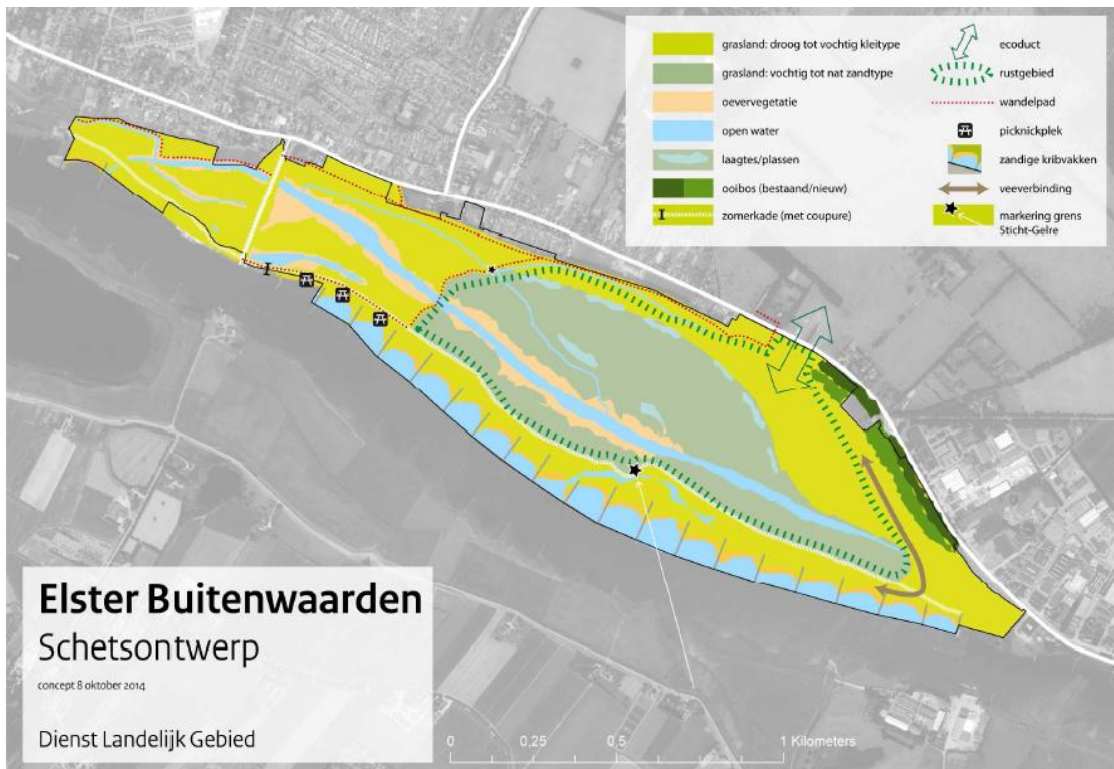 grasland: droog tot vochtig kleitype
grasland: vochtig tot nat zandtype
oevervegetatie
open water
laagtes/plassen
ooibos (bestaand/nieuw)
zomerkade (met coupure)
ecoduct
rustgebied
wandelpad
picknickplek
zandige kribvakken
veeverbinding
markering grens
Sticht-Gelre
Elster Buitenwaarden
Schetsontwerp
concept 8 oktober 2014
Dienst Landelijk Gebied
0 0,25 0,5 1 Kilometers